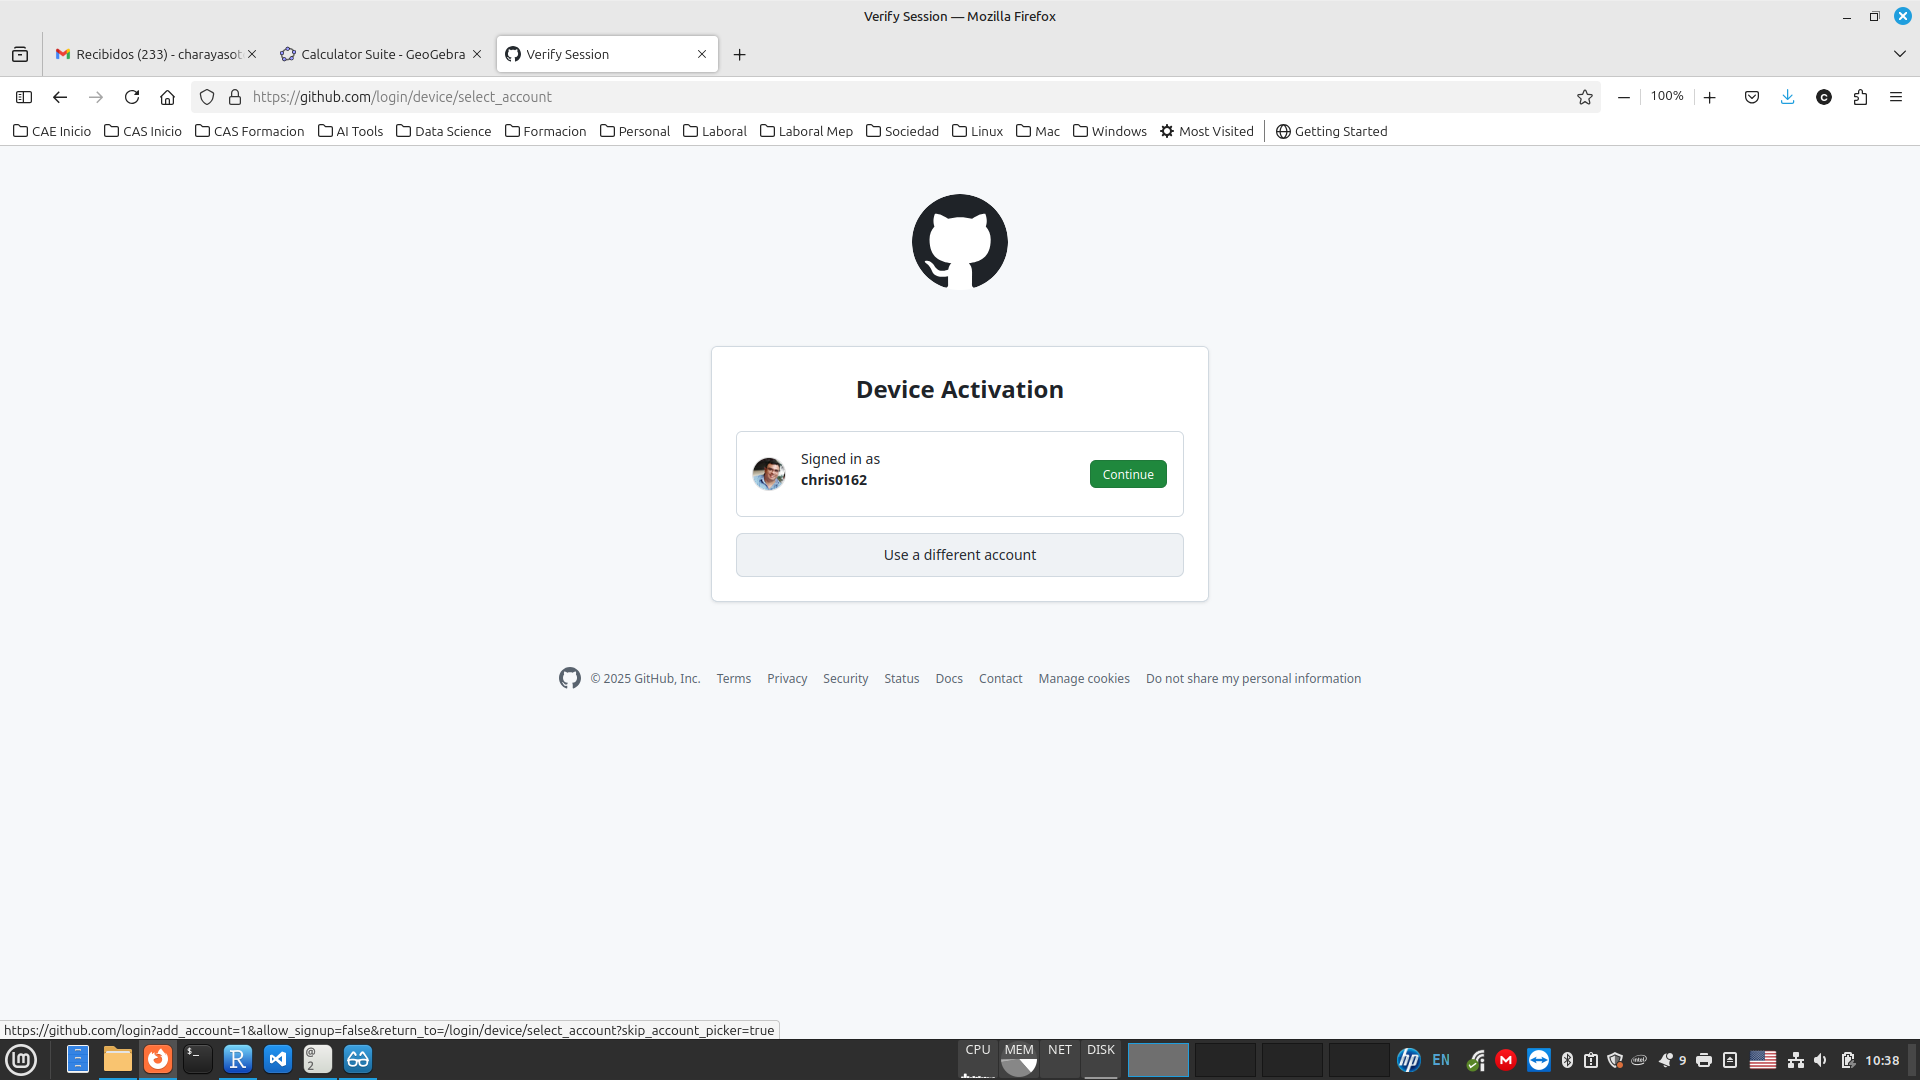 Verify Session — Mozilla Firefox
Recibidos (233) - charayasot
Calculator Suite - GeoGebra
Verify Session
https://github.com/login/device/select_account
100%
CAE Inicio
CAS Inicio
CAS Formacion
AI Tools
Data Science
Formacion
Personal
Laboral
Laboral Mep
Sociedad
Linux
Mac
Windows
Most Visited
Getting Started
Device Activation
Signed in as
chris0162
Continue
Use a different account
© 2025 GitHub, Inc.
Terms
Privacy
Security
Status
Docs
Contact
Manage cookies
Do not share my personal information
https://github.com/login?add_account=1&allow_signup=false&return_to=/login/device/select_account?skip_account_picker=true
CPU
MEM
NET
DISK
EN
9
10:38